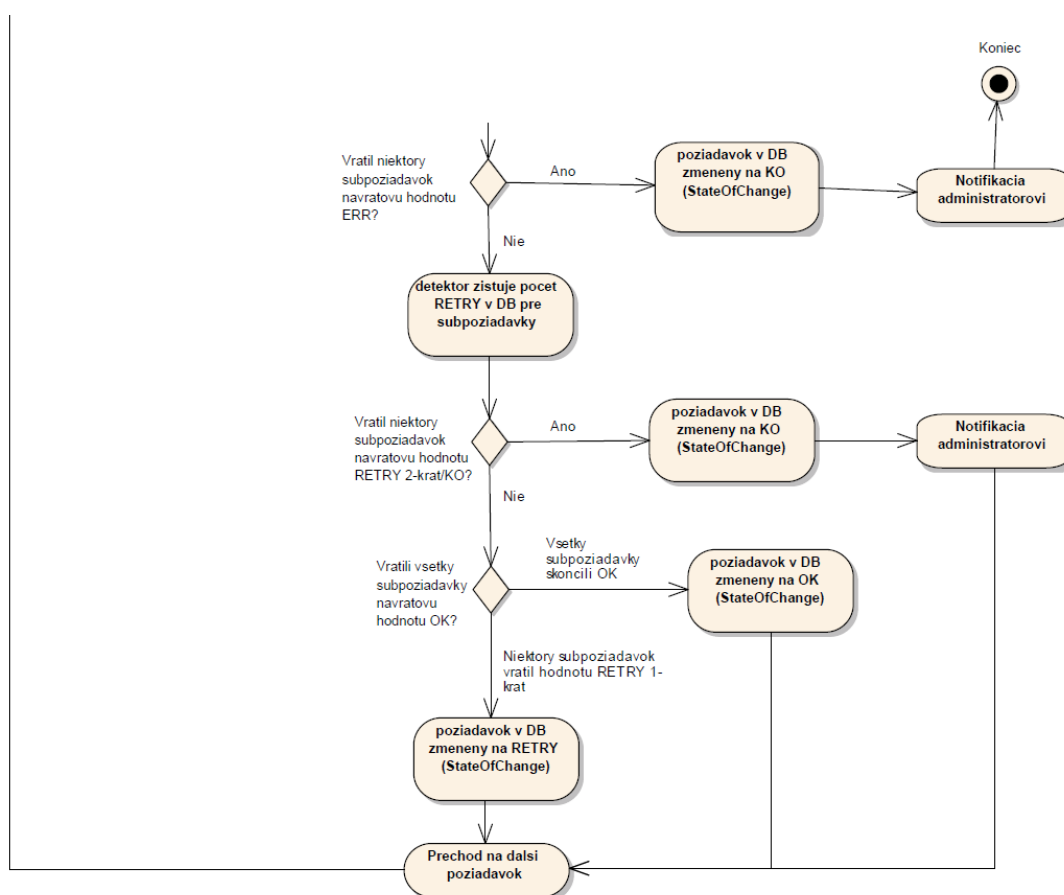 Koniec
Vratil niektory
subpoziadavok
navratovu hodnotu
ERR?
Ano
poziadavok v DB
zmeneny na KO
(StateOfChange)
Notifikacia
administratorovi
Nie
detektor zistuje pocet
RETRY v DB pre
subpoziadavky
Vratil niektory
subpoziadavok
navratovu hodnotu
RETRY 2-krat/KO?
Ano
poziadavok v DB
zmeneny na KO
(StateOfChange)
Notifikacia
administratorovi
Nie
Vratili vsetky
subpoziadavky
navratovu
hodnotu OK?
Vsetky
subpoziadavky
skoncili OK
poziadavok v DB
zmeneny na OK
(StateOfChange)
Niektory subpoziadavok
vratil hodnotu RETRY 1-
krat
poziadavok v DB
zmeneny na RETRY
(StateOfChange)
Prechod na dalsi
poziadavok